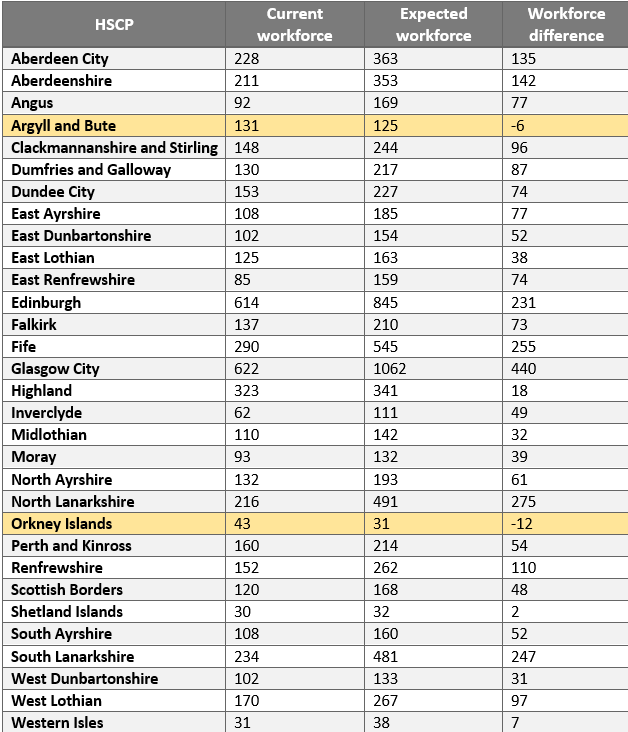 HSCP Current workforce Expected workforce Workforce difference
Aberdeen City 228 363 135
Aberdeenshire 211 353 142
Angus 92 169 77
Argyll and Bute 131 125 -6
Clackmannanshire and Stirling 148 244 96
Dumfries and Galloway 130 217 87
Dundee City 153 227 74
East Ayrshire 108 185 77
East Dunbartonshire 102 154 52
East Lothian 125 163 38
East Renfrewshire 85 159 74
Edinburgh 614 845 231
Falkirk 137 210 73
Fife 290 545 255
Glasgow City 622 1062 440
Highland 323 341 18
Inverclyde 62 111 49
Midlothian 110 142 32
Moray 93 132 39
North Ayrshire 132 193 61
North Lanarkshire 216 491 275
Orkney Islands 43 31 -12
Perth and Kinross 160 214 54
Renfrewshire 152 262 110
Scottish Borders 120 168 48
Shetland Islands 30 32 2
South Ayrshire 108 160 52
South Lanarkshire 234 481 247
West Dunbartonshire 102 133 31
West Lothian 170 267 97
Western Isles 31 38 7